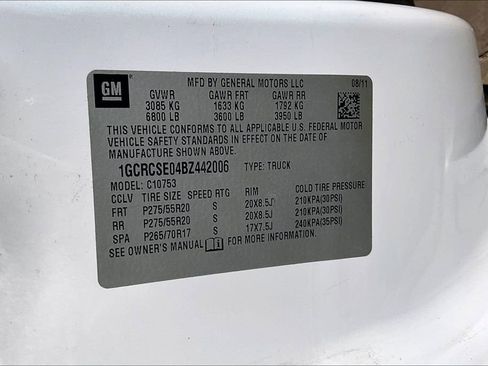 GM
MFD BY GENERAL MOTORS LLC 08/11
GVWR GAWR FRT GAWR RR
3085 KG 1633 KG 1792 KG
6800 LB 3600 LB 3950 LB
THIS VEHICLE CONFORMS TO ALL APPLICABLE U.S. FEDERAL MOTOR
VEHICLE SAFETY STANDARDS IN EFFECT ON THE DATE OF
MANUFACTURE SHOWN ABOVE.
1GCRCSE04BZ442006 TYPE: TRUCK
MODEL: C10753
CCLV TIRE SIZE SPEED RTG RIM COLD TIRE PRESSURE
FRT P275/55R20 S 20X8.5J 210KPA(30PSI)
RR P275/55R20 S 20X8.5J 210KPA(30PSI)
SPA P265/70R17 S 17X7.5J 240KPA(35PSI)
SEE OWNER'S MANUAL FOR MORE INFORMATION.